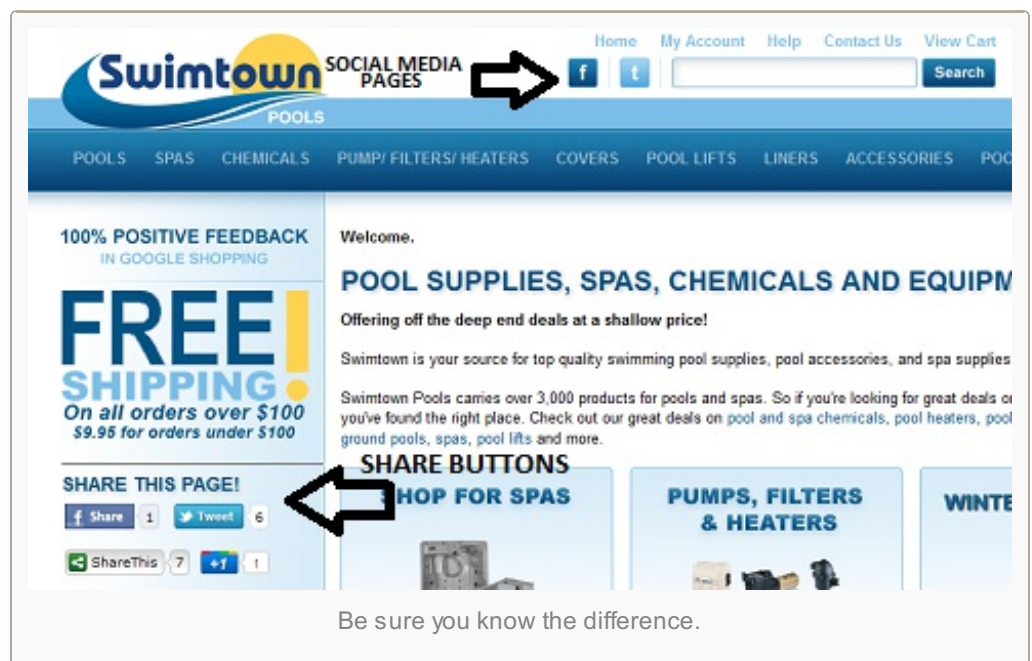 Home My Account Help Contact Us View Cart
Swimtown
POOLS
SOCIAL MEDIA
PAGES
f t Search
POOLS SPAS CHEMICALS PUMP/ FILTERS/ HEATERS COVERS POOL LIFTS LINERS ACCESSORIES POO
100% POSITIVE FEEDBACK
IN GOOGLE SHOPPING
FREE!
SHIPPING
On all orders over $100
$9.95 for orders under $100
SHARE THIS PAGE!
f Share 1 Tweet 6
ShareThis 7 +1 1
Welcome.
POOL SUPPLIES, SPAS, CHEMICALS AND EQUIPM
Offering off the deep end deals at a shallow price!
Swimtown is your source for top quality swimming pool supplies, pool accessories, and spa supplies
Swimtown Pools carries over 3,000 products for pools and spas. So if you're looking for great deals o
you've found the right place. Check out our great deals on pool and spa chemicals, pool heaters, pool
ground pools, spas, pool lifts and more.
SHARE BUTTONS
SHOP FOR SPAS
PUMPS, FILTERS
& HEATERS
WINTE
Be sure you know the difference.